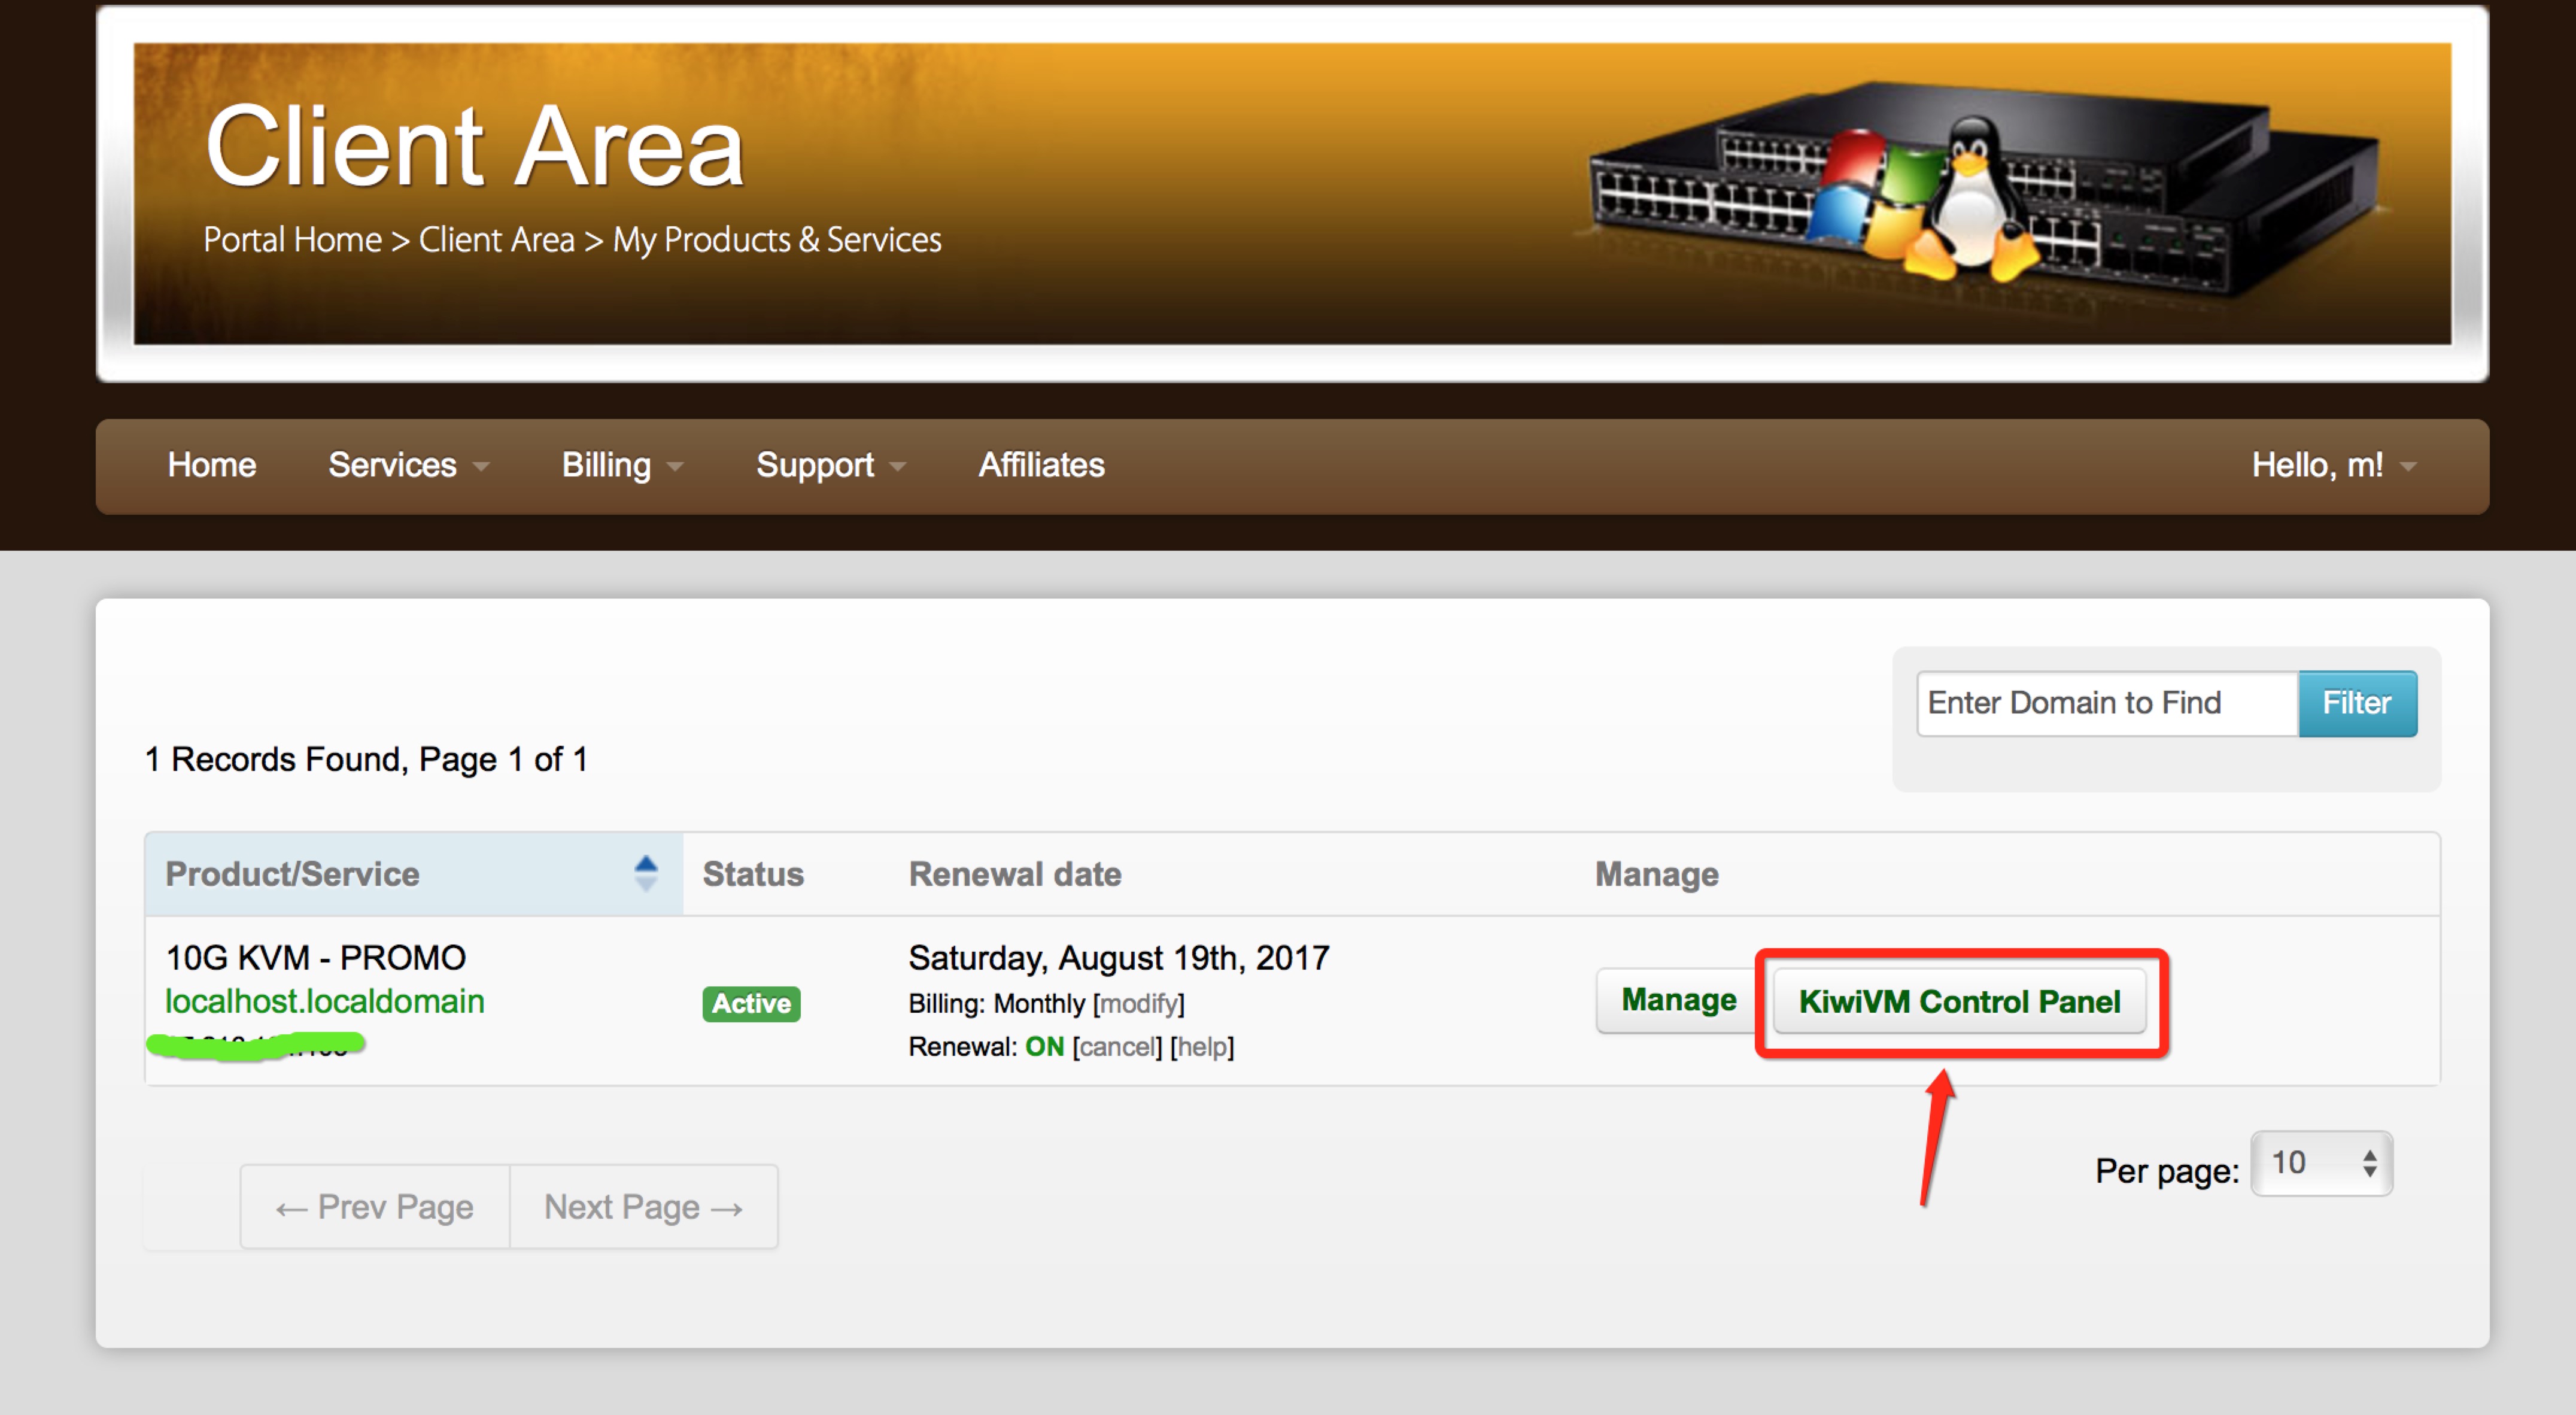 Client Area
Portal Home > Client Area > My Products & Services
Home Services Billing Support Affiliates Hello, m!
Enter Domain to Find Filter
1 Records Found, Page 1 of 1
Product/Service Status Renewal date Manage
10G KVM - PROMO Saturday, August 19th, 2017
localhost.localdomain Active Billing: Monthly [modify] Manage KiwiVM Control Panel
Renewal: ON [cancel] [help]
Per page: 10
← Prev Page Next Page →